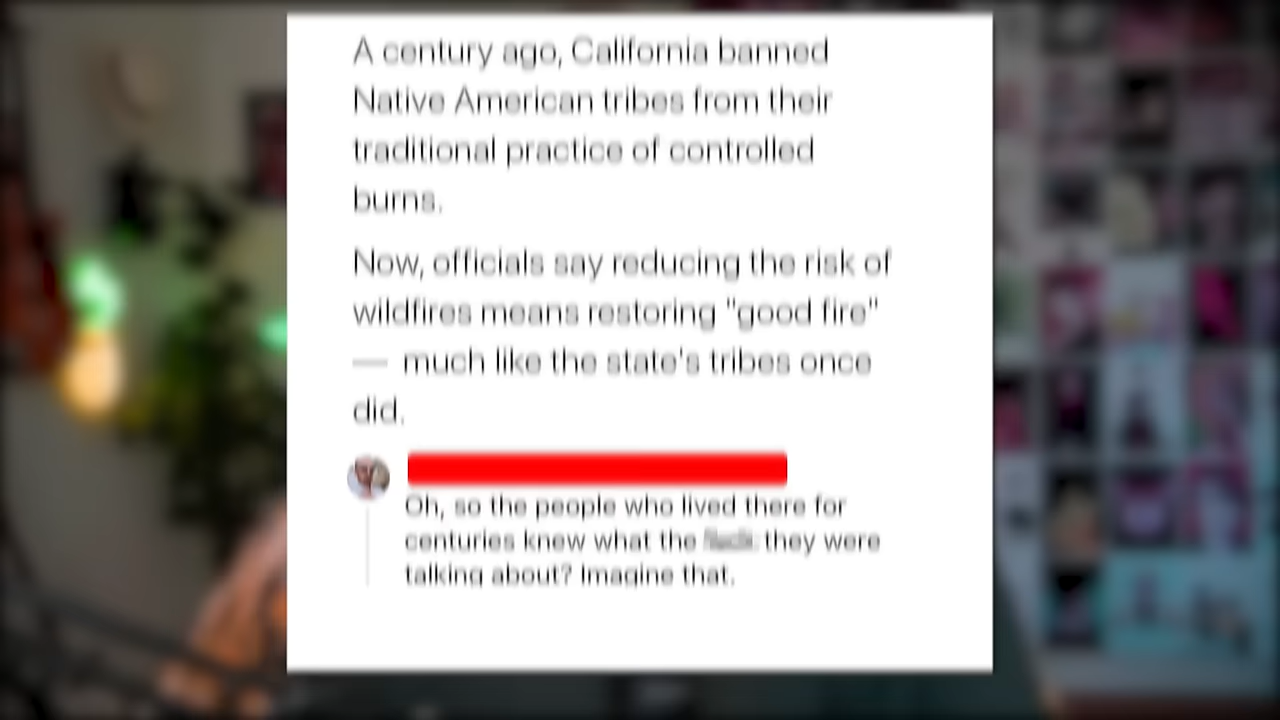 A century ago, California banned
Native American tribes from their
traditional practice of controlled
burns.
Now, officials say reducing the risk of
wildfires means restoring "good fire"
— much like the state's tribes once
did.
Oh, so the people who lived there for
centuries knew what the they were
talking about? Imagine that.